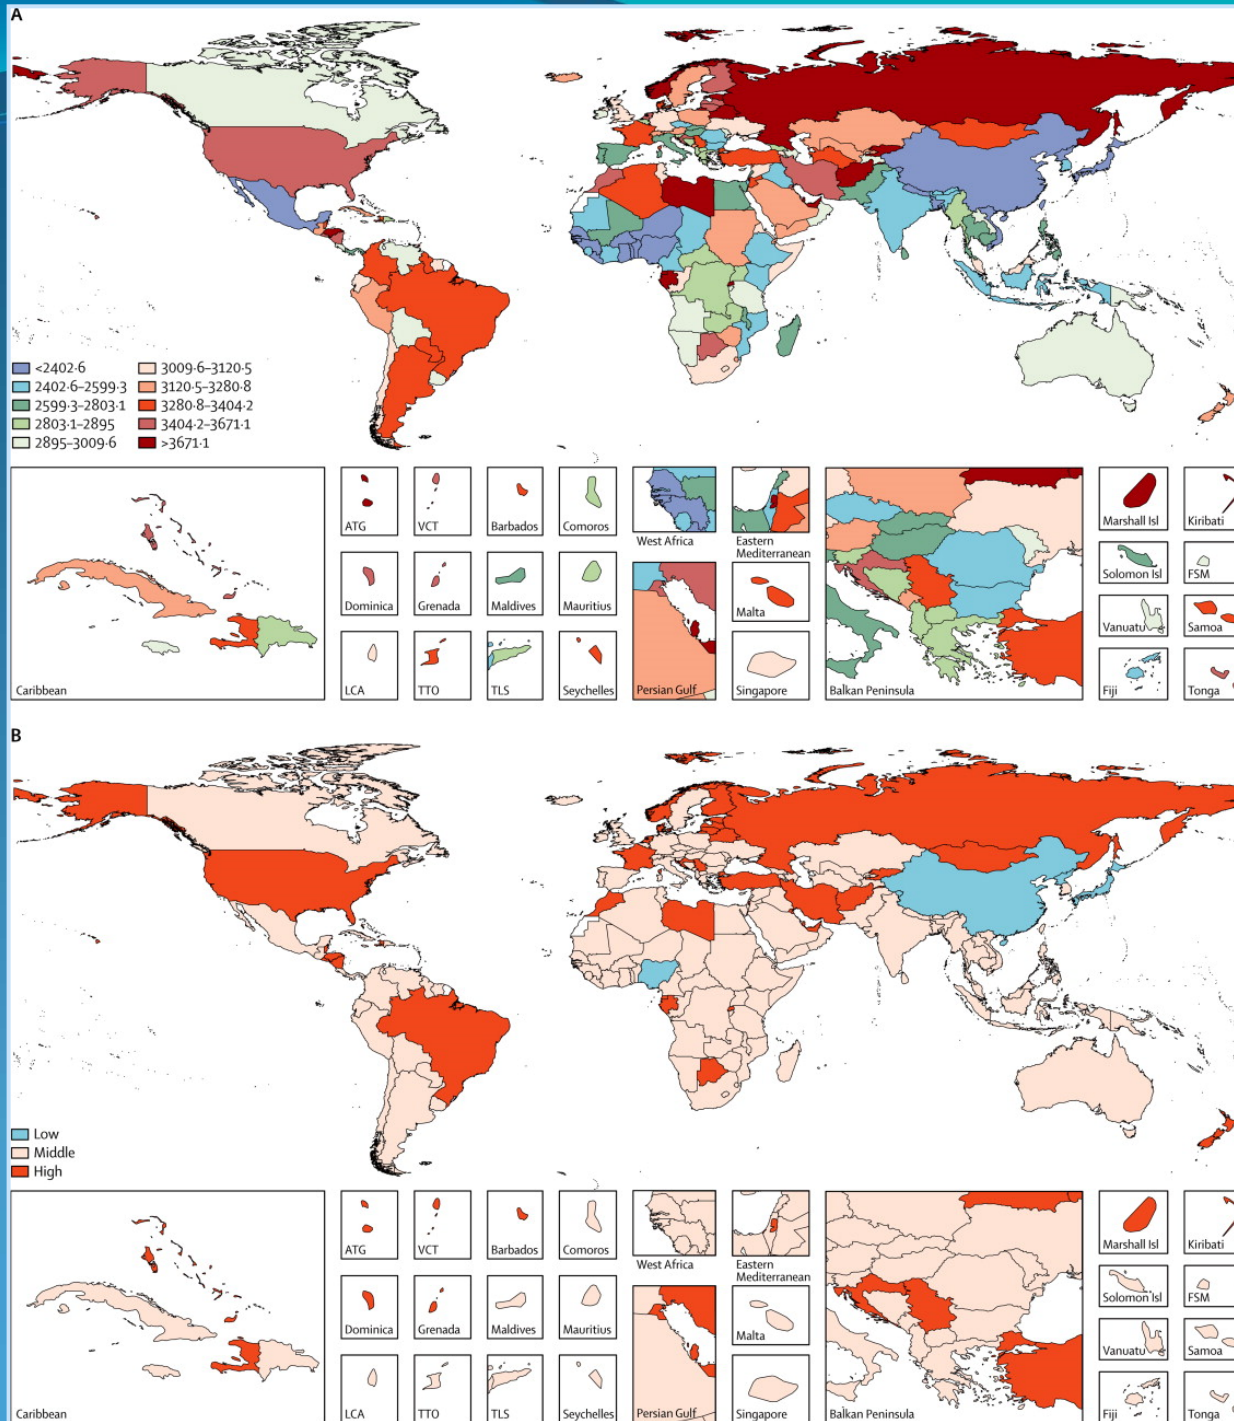 A
<2402·6
2402·6–2599·3
2599·3–2803·1
2803·1–2895
2895–3009·6
3009·6–3120·5
3120·5–3280·8
3280·8–3404·2
3404·2–3671·1
>3671·1
Caribbean
ATG
VCT
Barbados
Comoros
Dominica
Grenada
Maldives
Mauritius
LCA
TTO
TLS
Seychelles
West Africa
Eastern
Mediterranean
Persian Gulf
Malta
Singapore
Balkan Peninsula
Marshall Isl
Kiribati
Solomon Isl
FSM
Vanuatu
Samoa
Fiji
Tonga
B
Low
Middle
High
Caribbean
ATG
VCT
Barbados
Comoros
Dominica
Grenada
Maldives
Mauritius
LCA
TTO
TLS
Seychelles
West Africa
Eastern
Mediterranean
Persian Gulf
Malta
Singapore
Balkan Peninsula
Marshall Isl
Kiribati
Solomon Isl
FSM
Vanuatu
Samoa
Fiji
Tonga